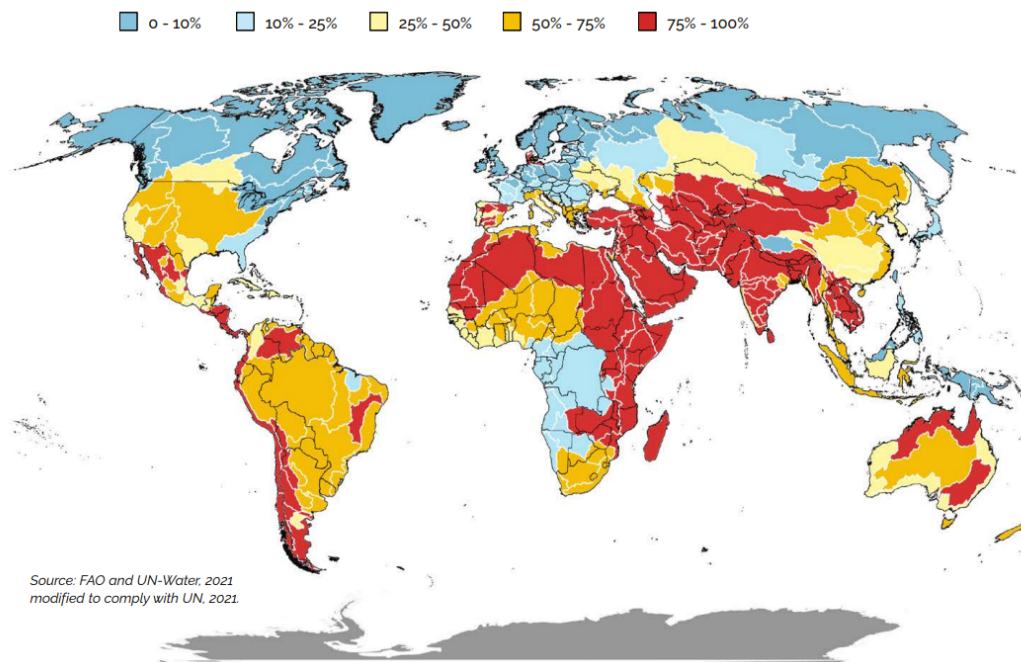 0 - 10% 10% - 25% 25% - 50% 50% - 75% 75% - 100%
Source: FAO and UN-Water, 2021
modified to comply with UN, 2021.